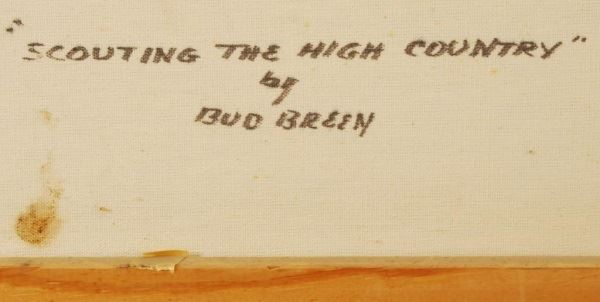 "SCOUTING THE HIGH COUNTRY"
by
BUD BREEN